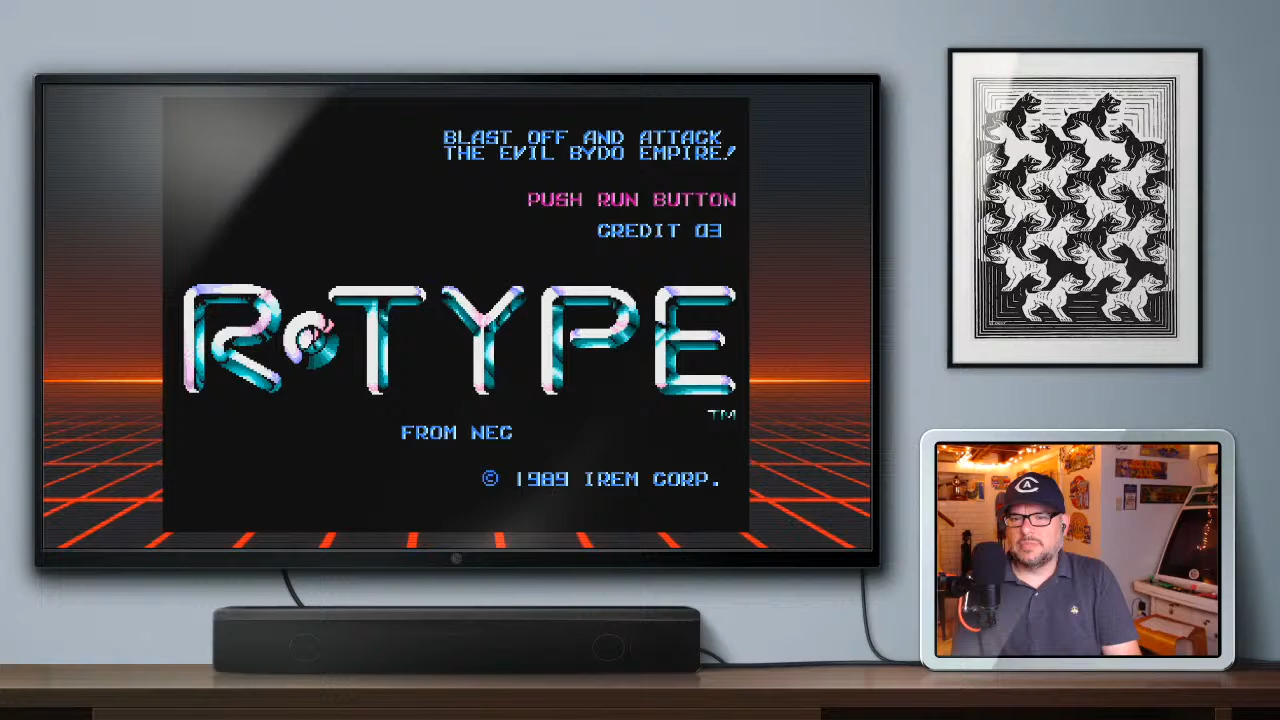 BLAST OFF AND ATTACK
THE EVIL BYDO EMPIRE!
PUSH RUN BUTTON
CREDIT 03
R·TYPE
TM
FROM NEC
© 1989 IREM CORP.